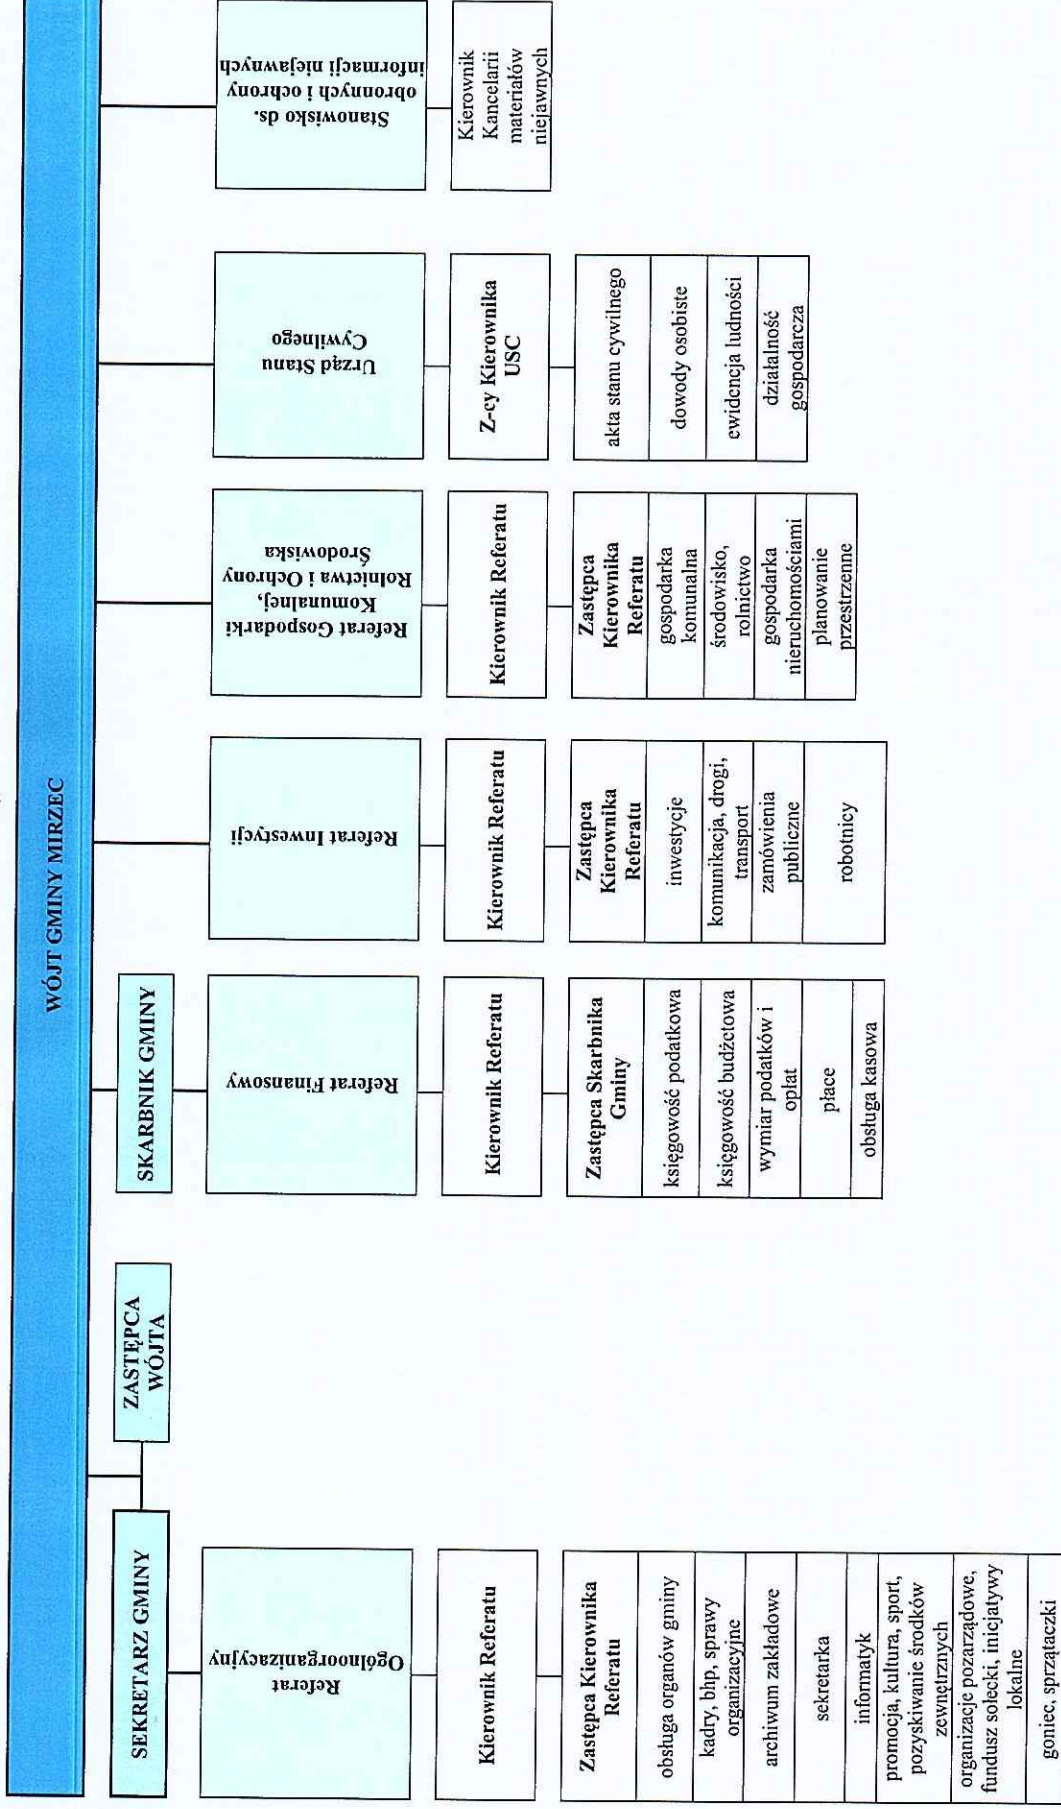 WÓJT GMINY MIRZEC
SEKRETARZ GMINY
ZASTĘPCA
WÓJTA
SKARBNIK GMINY
Referat
Ogólnoorganizacyjny
Kierownik Referatu
Zastępca Kierownika
Referatu
obsługa organów gminy
kadry, bhp, sprawy
organizacyjne
archiwum zakładowe
sekretarka
informatyk
promocja, kultura, sport,
pozyskiwanie środków
zewnętrznych
organizacje pozarządowe,
fundusz sołecki, inicjatywy
lokalne
goniec, sprzątaczki
Referat Finansowy
Kierownik Referatu
Zastępca Skarbnika
Gminy
księgowość podatkowa
księgowość budżetowa
wymiar podatków i
opłat
płace
obsługa kasowa
Referat Inwestycji
Kierownik Referatu
Zastępca
Kierownika
Referatu
inwestycje
komunikacja, drogi,
transport
zamówienia
publiczne
robotnicy
Referat Gospodarki
Komunalnej,
Rolnictwa i Ochrony
Środowiska
Kierownik Referatu
Zastępca
Kierownika
Referatu
gospodarka
komunalna
środowisko,
rolnictwo
gospodarka
nieruchomościami
planowanie
przestrzenne
Urząd Stanu
Cywilnego
Z-cy Kierownika
USC
akta stanu cywilnego
dowody osobiste
ewidencja ludności
działalność
gospodarcza
Stanowisko ds.
obronnych i ochrony
informacji niejawnych
Kierownik
Kancelarii
materiałów
niejawnych